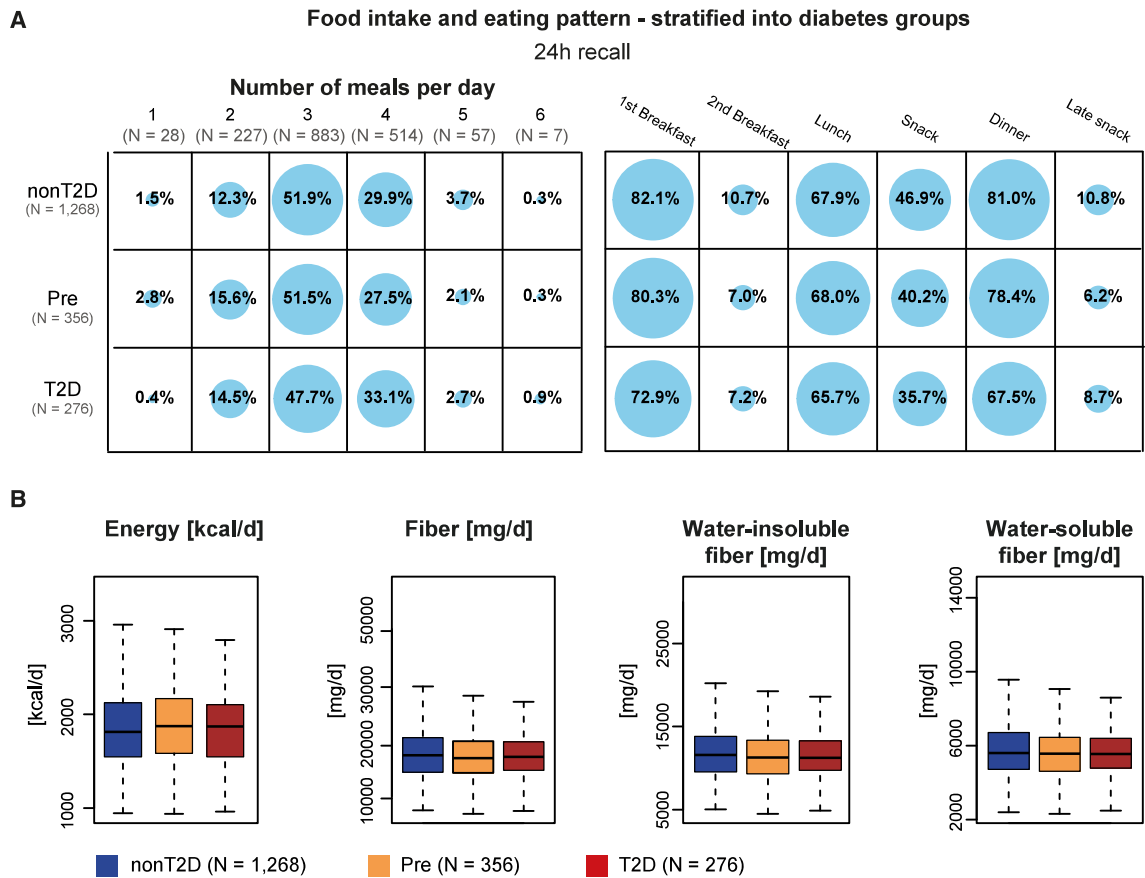 A
Food intake and eating pattern - stratified into diabetes groups
24h recall
Number of meals per day
1 2 3 4 5 6
(N = 28) (N = 227) (N = 883) (N = 514) (N = 57) (N = 7)
1st Breakfast 2nd Breakfast Lunch Snack Dinner Late snack
nonT2D
(N = 1,268)
1.5% 12.3% 51.9% 29.9% 3.7% 0.3% 82.1% 10.7% 67.9% 46.9% 81.0% 10.8%
Pre
(N = 356)
2.8% 15.6% 51.5% 27.5% 2.1% 0.3% 80.3% 7.0% 68.0% 40.2% 78.4% 6.2%
T2D
(N = 276)
0.4% 14.5% 47.7% 33.1% 2.7% 0.9% 72.9% 7.2% 65.7% 35.7% 67.5% 8.7%
B
Energy [kcal/d]
[kcal/d]
3000
2000
1000
Fiber [mg/d]
[mg/d]
50000
30000
20000
10000
Water-insoluble
fiber [mg/d]
[mg/d]
25000
15000
5000
Water-soluble
fiber [mg/d]
[mg/d]
14000
10000
6000
2000
nonT2D (N = 1,268) Pre (N = 356) T2D (N = 276)